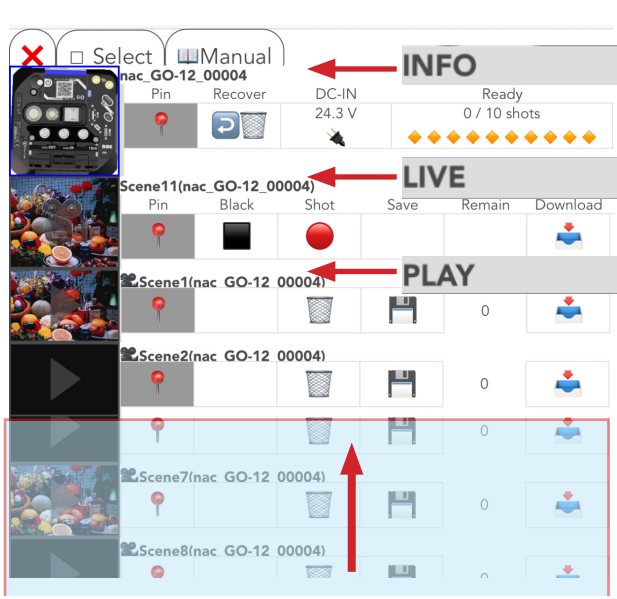 Select
Manual
INFO
nac_GO-12_00004
Pin Recover DC-IN Ready
24.3 V 0 / 10 shots
LIVE
Scene11(nac_GO-12_00004)
Pin Black Shot Save Remain Download
PLAY
Scene1(nac_GO-12_00004)
0
Scene2(nac_GO-12_00004)
0
0
Scene7(nac_GO-12_00004)
0
Scene8(nac_GO-12_00004)
0